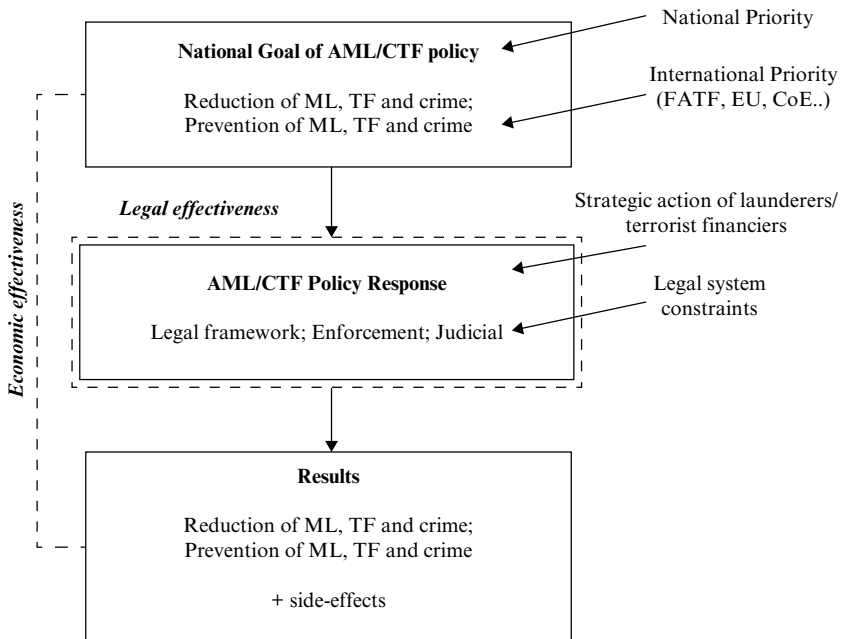 National Priority
National Goal of AML/CTF policy
International Priority
(FATF, EU, CoE..)
Reduction of ML, TF and crime;
Prevention of ML, TF and crime
Economic effectiveness
Legal effectiveness
Strategic action of launderers/
terrorist financiers
AML/CTF Policy Response
Legal system
constraints
Legal framework; Enforcement; Judicial
Results
Reduction of ML, TF and crime;
Prevention of ML, TF and crime
+ side-effects